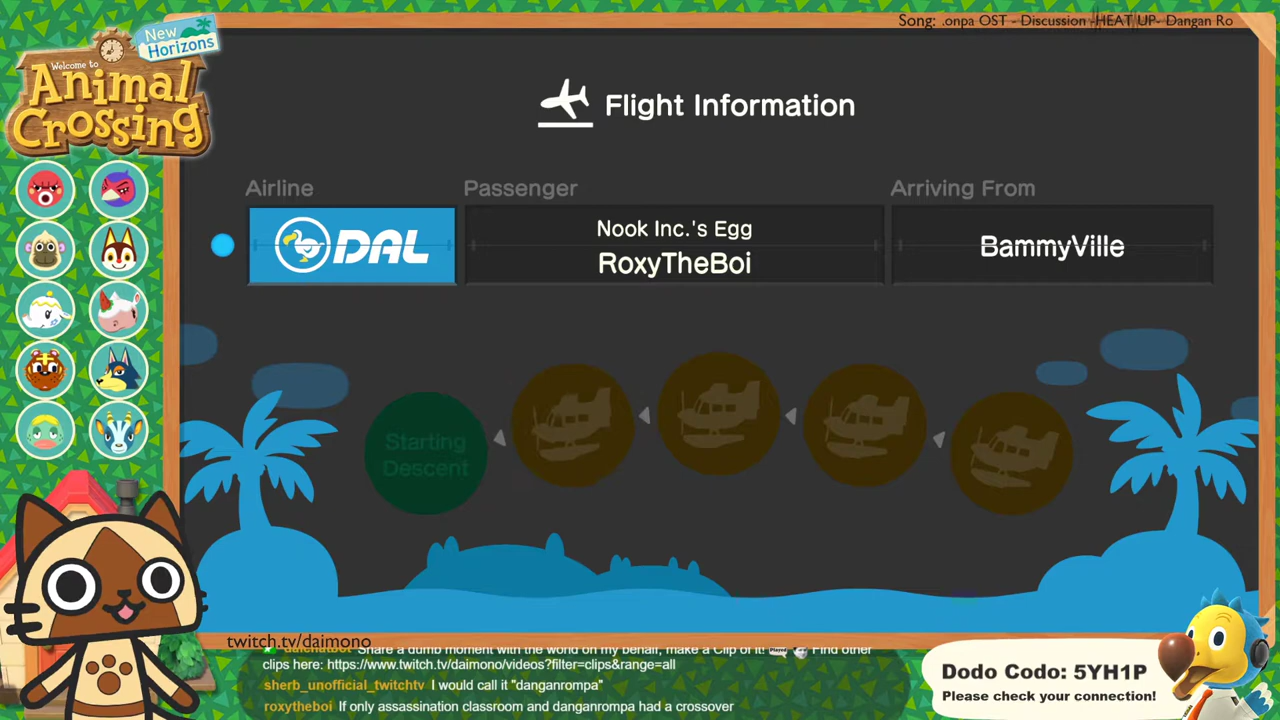 Song: .onpa OST - Discussion -HEAT UP- Dangan Ro
New
Horizons
Welcome to
Animal
Crossing
Flight Information
Airline
Passenger
Arriving From
DAL
Nook Inc.'s Egg
RoxyTheBoi
BammyVille
Starting
Descent
twitch.tv/daimono
Share a dumb moment with the world on my behalf, make a Clip of it! Find other
clips here: https://www.twitch.tv/daimono/videos?filter=clips&range=all
sherb_unofficial_twitchtv I would call it "danganrompa"
roxytheboi If only assassination classroom and danganrompa had a crossover
Dodo Code: 5YH1P
Please check your connection!